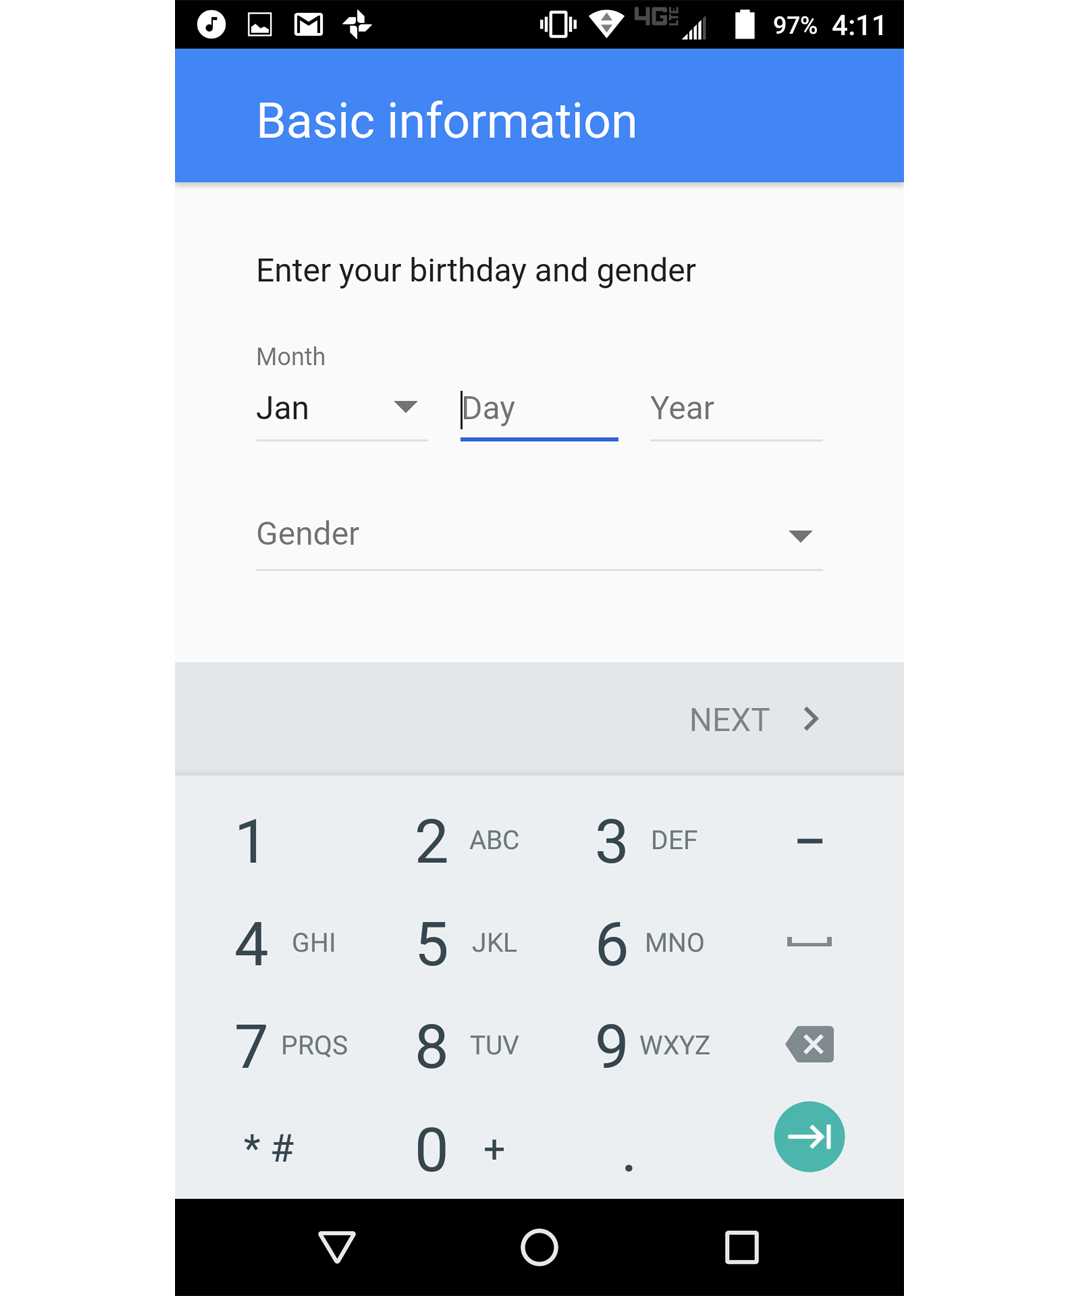 4G LTE 97% 4:11
Basic information
Enter your birthday and gender
Month
Jan Day Year
Gender
NEXT
1 2 ABC 3 DEF –
4 GHI 5 JKL 6 MNO
7 PRQS 8 TUV 9 WXYZ
* # 0 + .